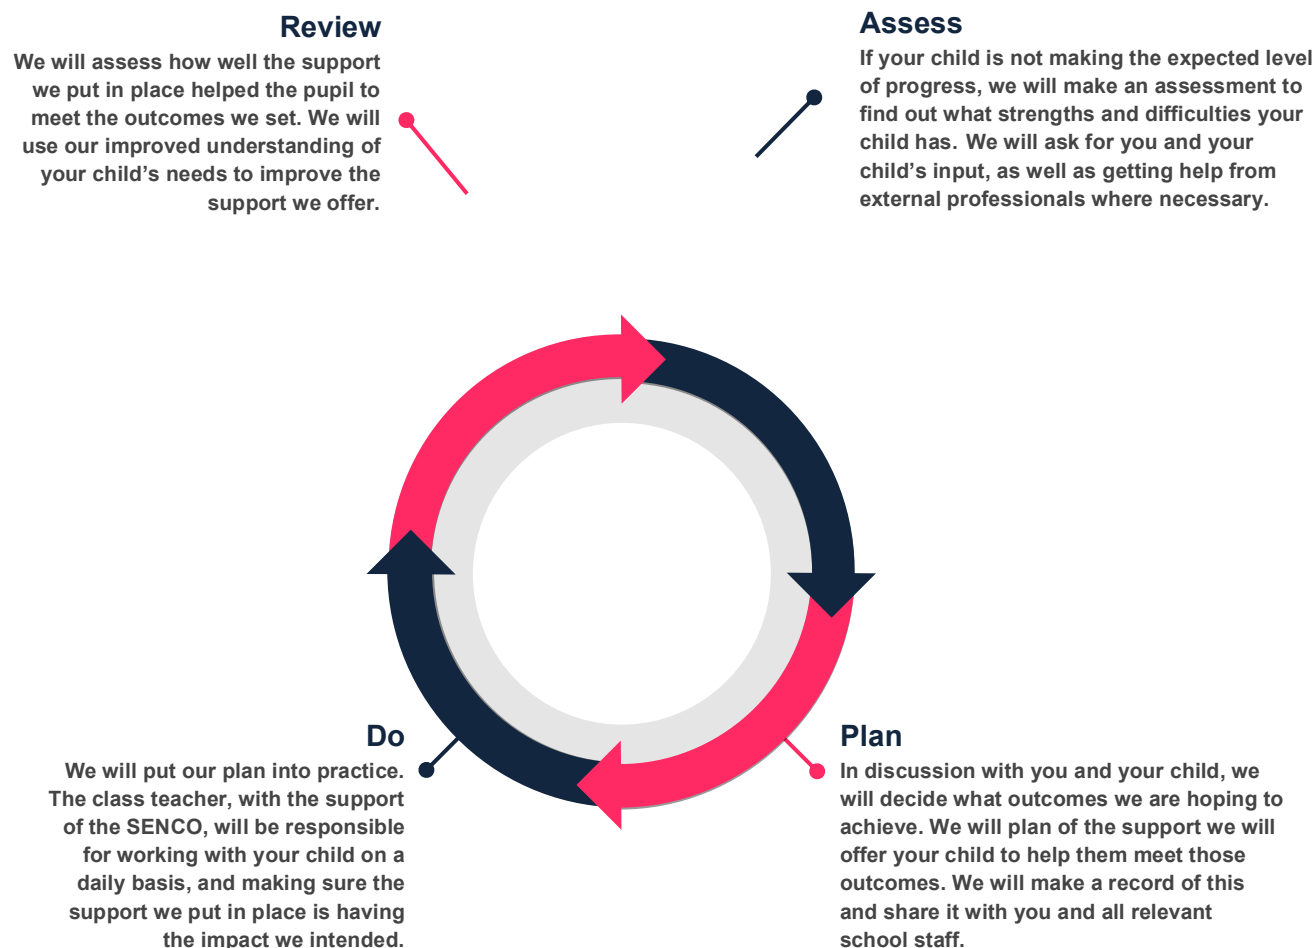 Review
We will assess how well the support
we put in place helped the pupil to
meet the outcomes we set. We will
use our improved understanding of
your child’s needs to improve the
support we offer.
Assess
If your child is not making the expected level
of progress, we will make an assessment to
find out what strengths and difficulties your
child has. We will ask for you and your
child’s input, as well as getting help from
external professionals where necessary.
Do
We will put our plan into practice.
The class teacher, with the support
of the SENCO, will be responsible
for working with your child on a
daily basis, and making sure the
support we put in place is having
the impact we intended.
Plan
In discussion with you and your child, we
will decide what outcomes we are hoping to
achieve. We will plan of the support we will
offer your child to help them meet those
outcomes. We will make a record of this
and share it with you and all relevant
school staff.